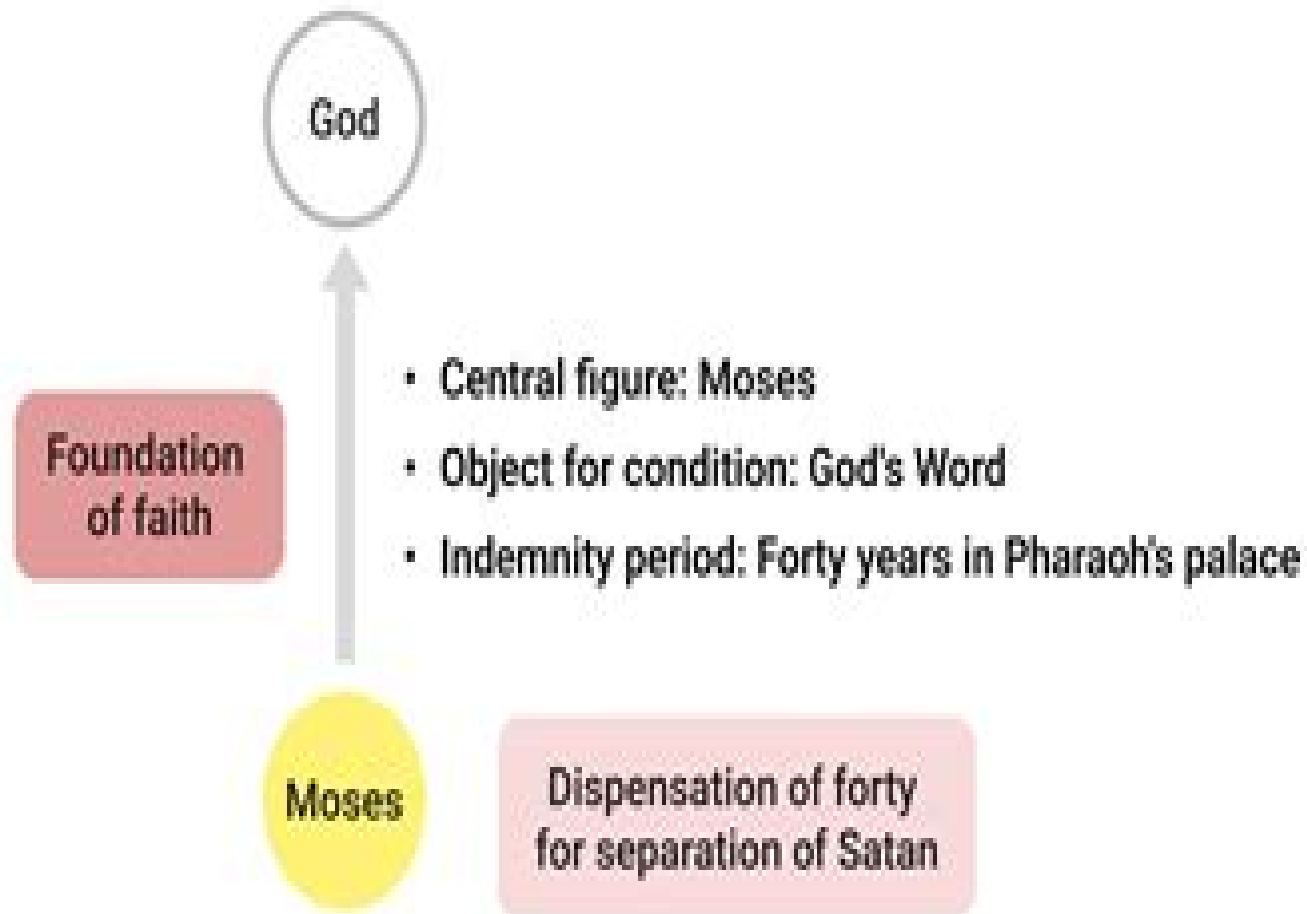 God
Foundation
of faith
• Central figure: Moses
• Object for condition: God's Word
• Indemnity period: Forty years in Pharaoh's palace
Moses
Dispensation of forty
for separation of Satan